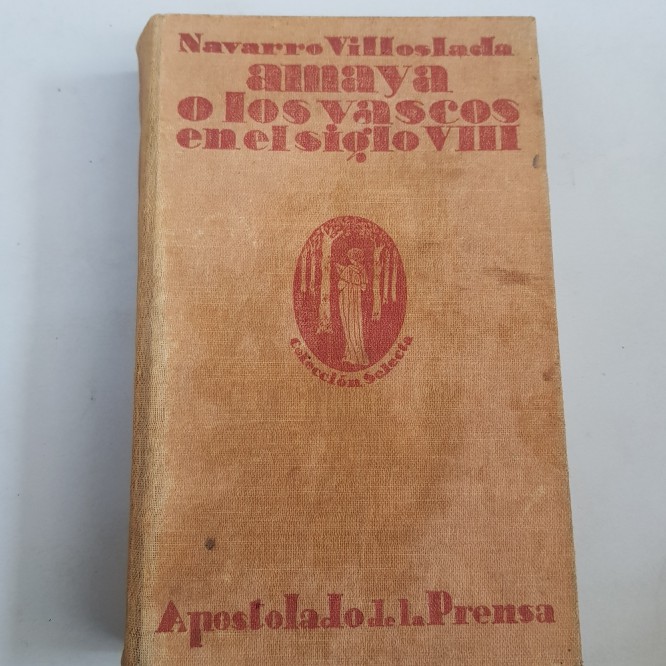 Navarro Villoslada
amaya
o los vascos
en el siglo VIII
Colección Selecta
Apostolado de la Prensa